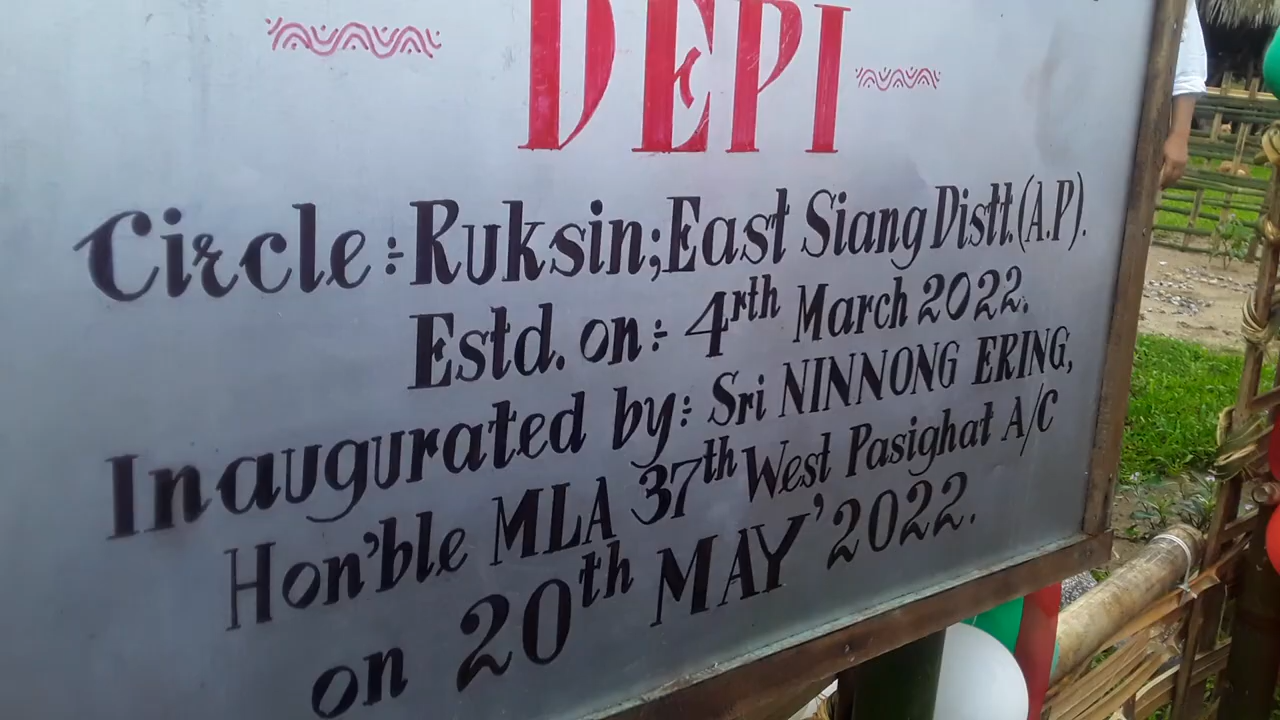 DEPI
Circle:-Ruksin;East Siang Distt.(A.P).
Estd. on:- 4rth March 2022.
Inaugurated by:- Sri NINNONG ERING,
Hon'ble MLA 37th West Pasighat A/C
on 20th MAY'2022.